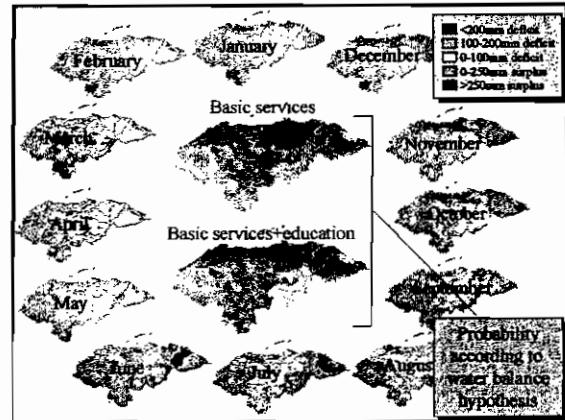 February
January
December
<200mm deficit
100-200mm deficit
0-100mm deficit
0-250mm surplus
>250mm surplus
March
Basic services
November
April
October
Basic services+education
May
September
June
July
August
Probability
according to
water balance
hypothesis